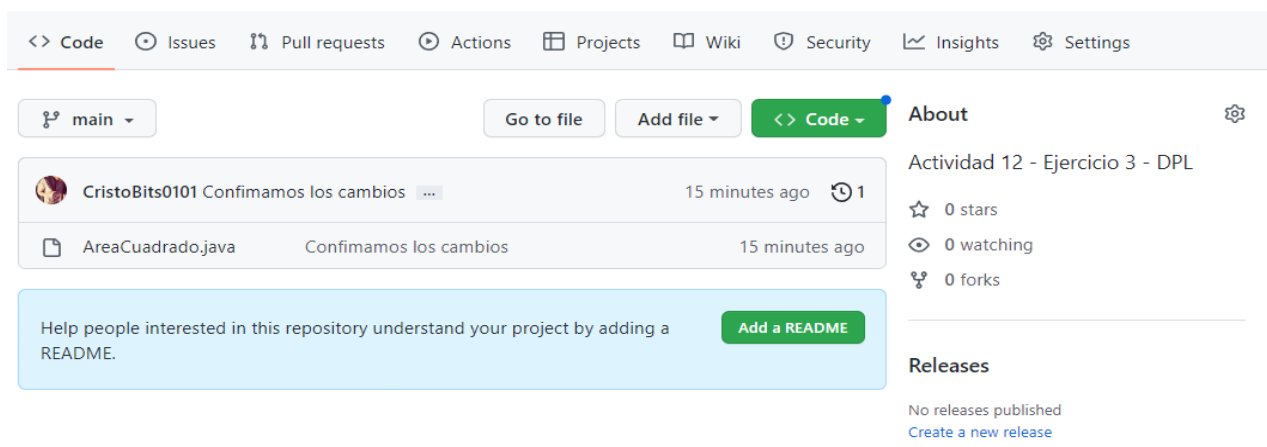 <> Code Issues Pull requests Actions Projects Wiki Security Insights Settings
main Go to file Add file <> Code
CristoBits0101 Confimamos los cambios ... 15 minutes ago 1
AreaCuadrado.java Confimamos los cambios 15 minutes ago
Help people interested in this repository understand your project by adding a
README.
Add a README
About
Actividad 12 - Ejercicio 3 - DPL
0 stars
0 watching
0 forks
Releases
No releases published
Create a new release